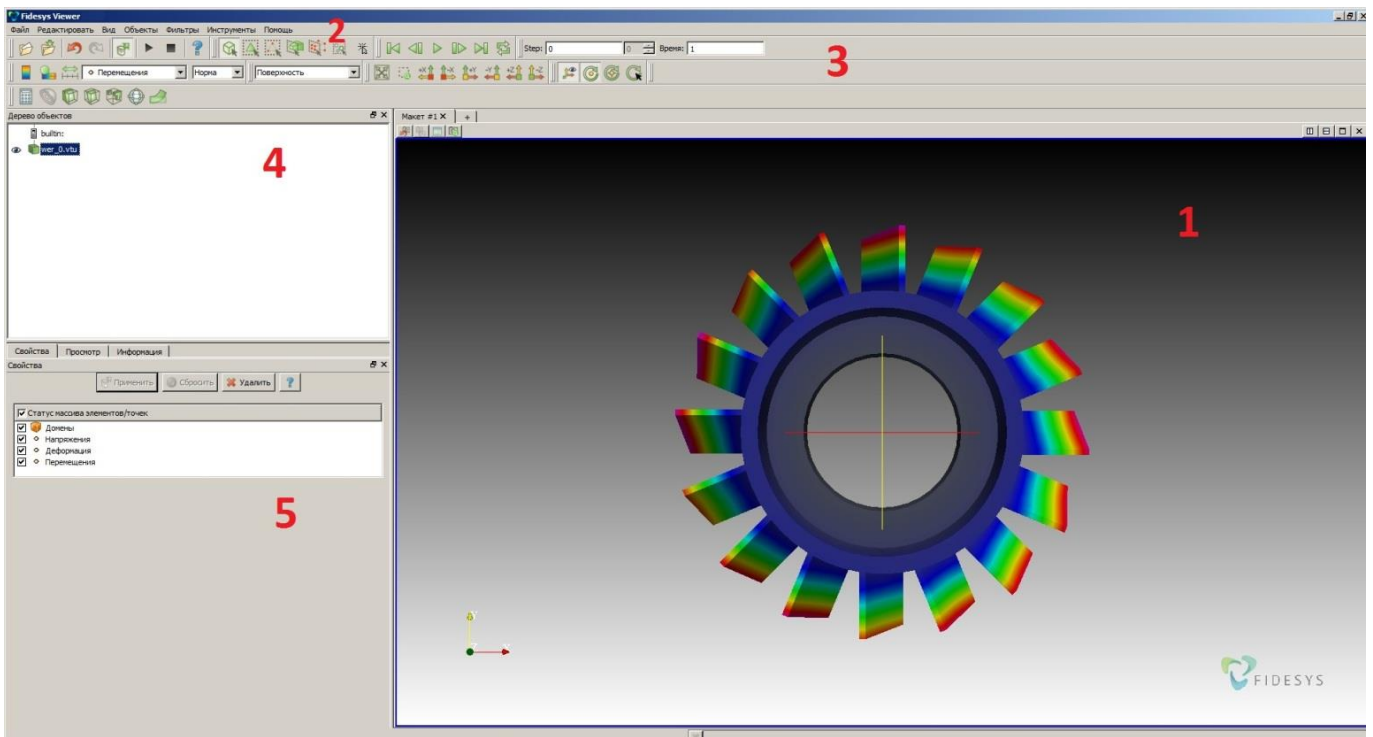 Fidesys Viewer
Файл Редактировать Вид Объекты Фильтры Инструменты Помощь
2
Step: 0 0 Время: 1
3
Перемещения Норма Поверхность
Дерево объектов
Макет #1 X +
builtin:
wer_0.vtu
4
1
Свойства Просмотр Информация
Свойства
Применить Сбросить Удалить ?
Статус массива элементов/точек
Домены
Напряжения
Деформация
Перемещения
5
Y
FIDESYS